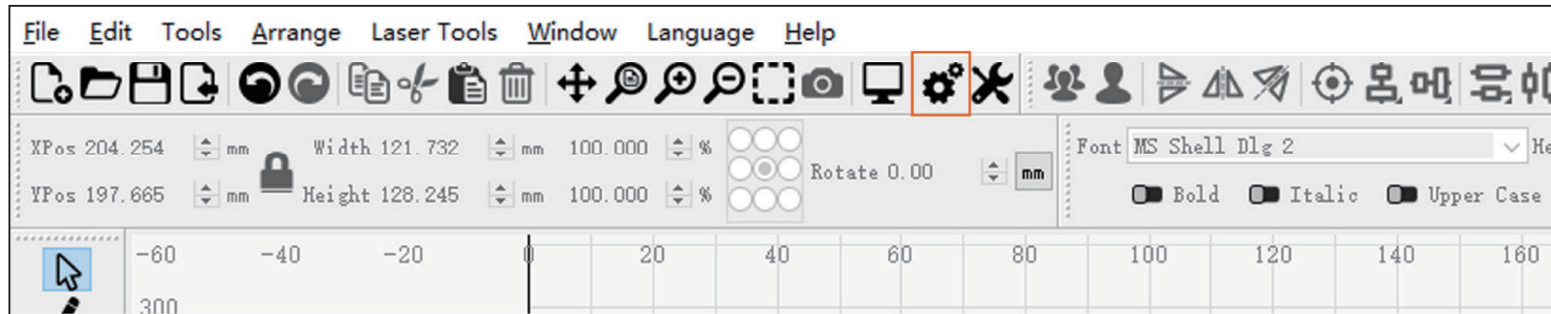 File Edit Tools Arrange Laser Tools Window Language Help
XPos 204.254 mm Width 121.732 mm 100.000 % Rotate 0.00 mm Font MS Shell Dlg 2 He
YPos 197.665 mm Height 128.245 mm 100.000 % Bold Italic Upper Case
-60 -40 -20 0 20 40 60 80 100 120 140 160
300